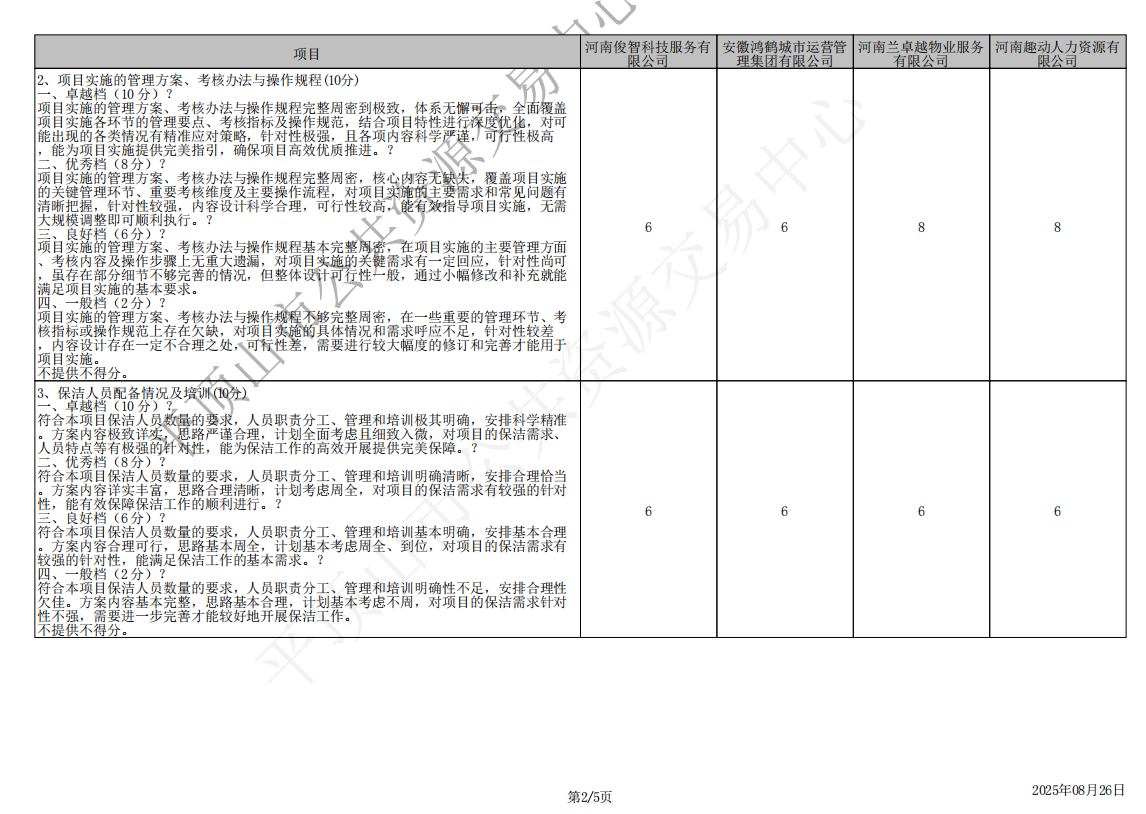 项目
河南俊智科技服务有
限公司
安徽鸿鹤城市运营管
理集团有限公司
河南兰卓越物业服务
有限公司
河南趣动人力资源有
限公司
2、项目实施的管理方案、考核办法与操作规程(10分)
一、卓越档（10 分）?
项目实施的管理方案、考核办法与操作规程完整周密到极致，体系无懈可击，全面覆盖
项目实施各环节的管理要点、考核指标及操作规范，结合项目特性进行深度优化，对可
能出现的各类情况有精准应对策略，针对性极强，且各项内容科学严谨，可行性极高
，能为项目实施提供完美指引，确保项目高效优质推进。?
二、优秀档（8 分）?
项目实施的管理方案、考核办法与操作规程完整周密，核心内容无缺失，覆盖项目实施
的关键管理环节、重要考核维度及主要操作流程，对项目实施的主要需求和常见问题有
清晰把握，针对性较强，内容设计科学合理，可行性较高，能有效指导项目实施，无需
大规模调整即可顺利执行。?
三、良好档（6 分）?
项目实施的管理方案、考核办法与操作规程基本完整周密，在项目实施的主要管理方面
、考核内容及操作步骤上无重大遗漏，对项目实施的关键需求有一定回应，针对性尚可
，虽存在部分细节不够完善的情况，但整体设计可行性一般，通过小幅修改和补充就能
满足项目实施的基本要求。
四、一般档（2 分）?
项目实施的管理方案、考核办法与操作规程不够完整周密，在一些重要的管理环节、考
核指标或操作规范上存在欠缺，对项目实施的具体情况和需求呼应不足，针对性较差
，内容设计存在一定不合理之处，可行性差，需要进行较大幅度的修订和完善才能用于
项目实施。
不提供不得分。
6
6
8
8
3、保洁人员配备情况及培训(10分)
一、卓越档（10 分）?
符合本项目保洁人员数量的要求，人员职责分工、管理和培训极其明确，安排科学精准
。方案内容极致详实，思路严谨合理，计划全面考虑且细致入微，对项目的保洁需求、
人员特点等有极强的针对性，能为保洁工作的高效开展提供完美保障。?
二、优秀档（8 分）?
符合本项目保洁人员数量的要求，人员职责分工、管理和培训明确清晰，安排合理恰当
。方案内容详实丰富，思路合理清晰，计划考虑周全，对项目的保洁需求有较强的针对
性，能有效保障保洁工作的顺利进行。?
三、良好档（6 分）?
符合本项目保洁人员数量的要求，人员职责分工、管理和培训基本明确，安排基本合理
。方案内容合理可行，思路基本周全，计划基本考虑周全、到位，对项目的保洁需求有
较强的针对性，能满足保洁工作的基本需求。?
四、一般档（2 分）?
符合本项目保洁人员数量的要求，人员职责分工、管理和培训明确性不足，安排合理性
欠佳。方案内容基本完整，思路基本合理，计划基本考虑不周，对项目的保洁需求针对
性不强，需要进一步完善才能较好地开展保洁工作。
不提供不得分。
6
6
6
6
平顶山市公共资源交易中心
平顶山市公共资源交易中心
第2/5页
2025年08月26日